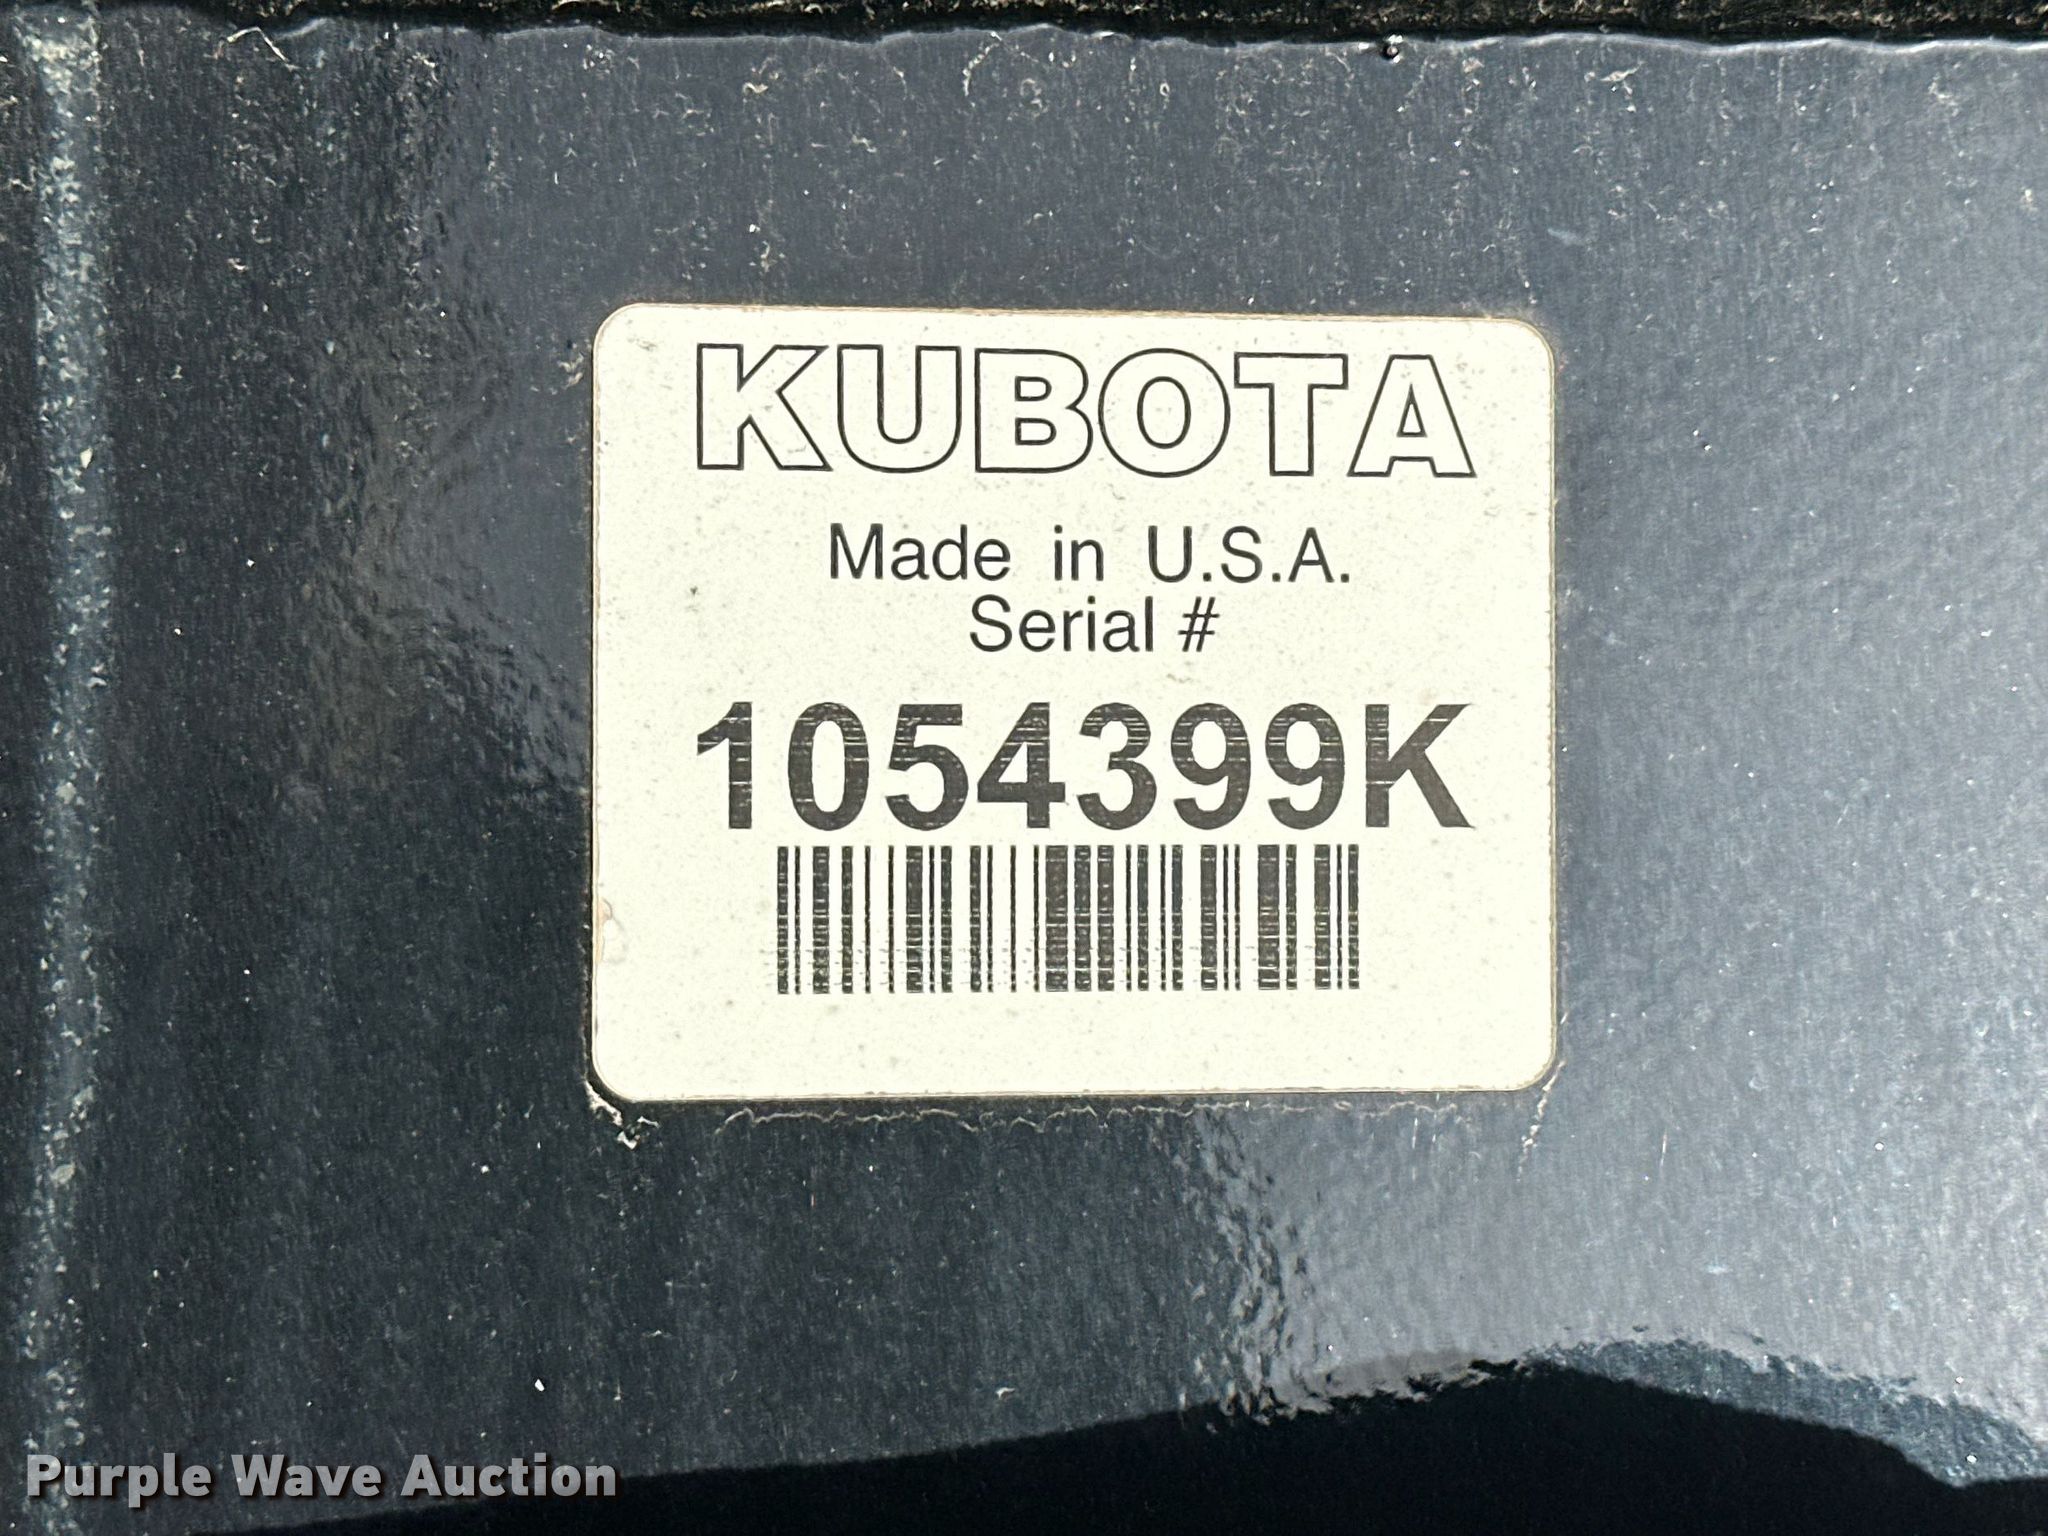 KUBOTA
Made in U.S.A.
Serial #
1054399K
Purple Wave Auction